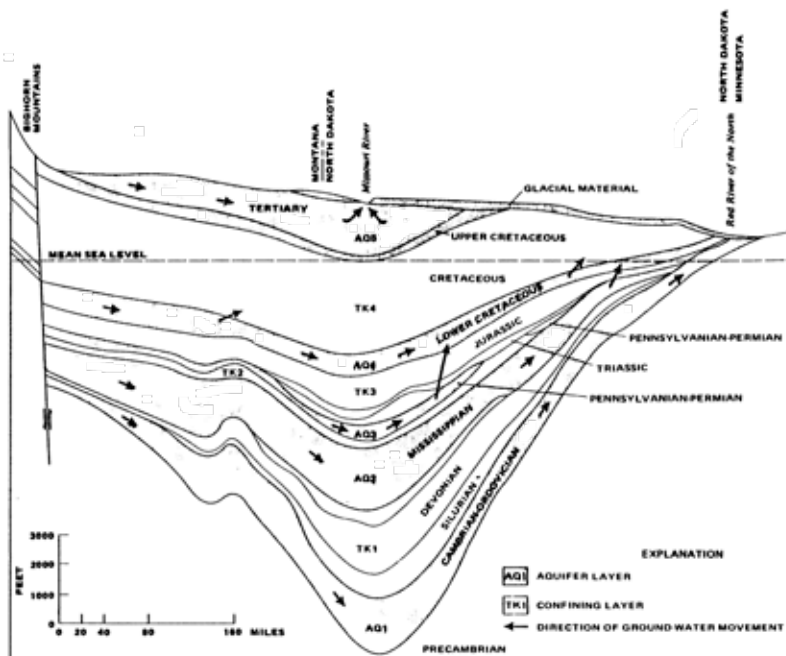 BIGHORN
MOUNTAINS
MONTANA
NORTH DAKOTA
Missouri River
NORTH DAKOTA
MINNESOTA
Red River of the North
GLACIAL MATERIAL
TERTIARY
AQ5
UPPER CRETACEOUS
MEAN SEA LEVEL
CRETACEOUS
TK4
LOWER CRETACEOUS
JURASSIC
PENNSYLVANIAN-PERMIAN
AQ4
TRIASSIC
TK2
TK3
PENNSYLVANIAN-PERMIAN
AQ3
MISSISSIPPIAN
AQ2
DEVONIAN
SILURIAN
CAMBRIAN-ORDOVICIAN
TK1
3000
2000
1000
0
FEET
0 20 40 80 160 MILES
AQ1
PRECAMBRIAN
EXPLANATION
AQ1 AQUIFER LAYER
TK1 CONFINING LAYER
DIRECTION OF GROUND-WATER MOVEMENT